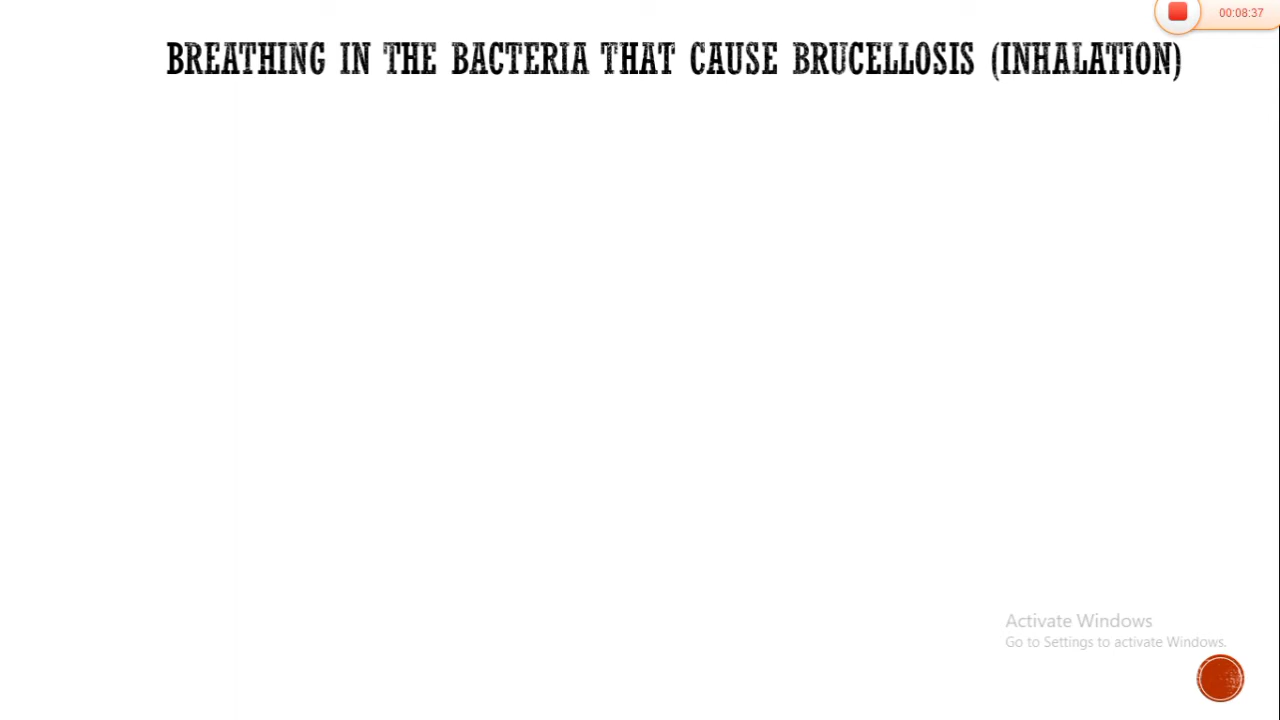 00:08:37
BREATHING IN THE BACTERIA THAT CAUSE BRUCELLOSIS (INHALATION)
Activate Windows
Go to Settings to activate Windows.